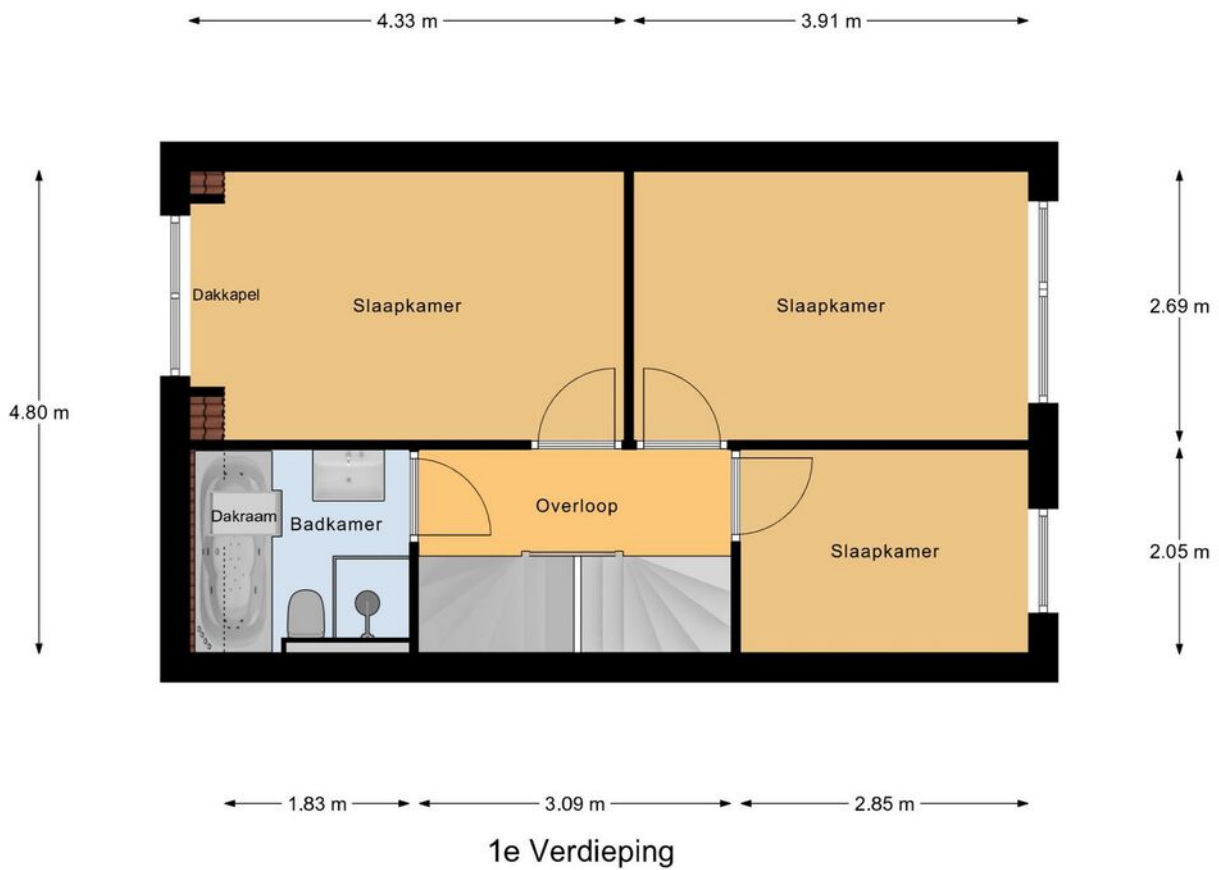 4.33 m
3.91 m
Dakkapel
Slaapkamer
Slaapkamer
2.69 m
4.80 m
Dakraam
Badkamer
Overloop
Slaapkamer
2.05 m
1.83 m
3.09 m
2.85 m
1e Verdieping